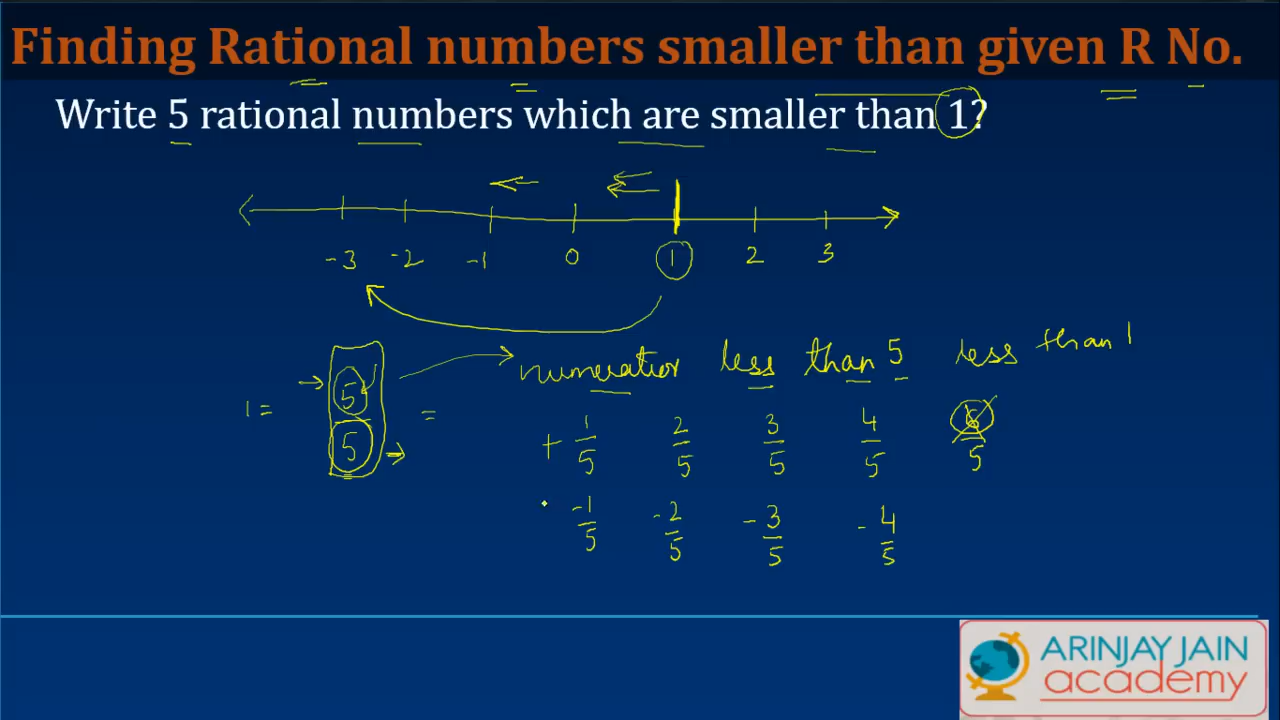 Finding Rational numbers smaller than given R No.
Write 5 rational numbers which are smaller than 1?
-3 -2 -1 0 1 2 3
numerator less than 5 less than 1
1 = 5/5 = + 1/5 2/5 3/5 4/5 /5
-1/5 -2/5 -3/5 -4/5
ARINJAY JAIN
academy